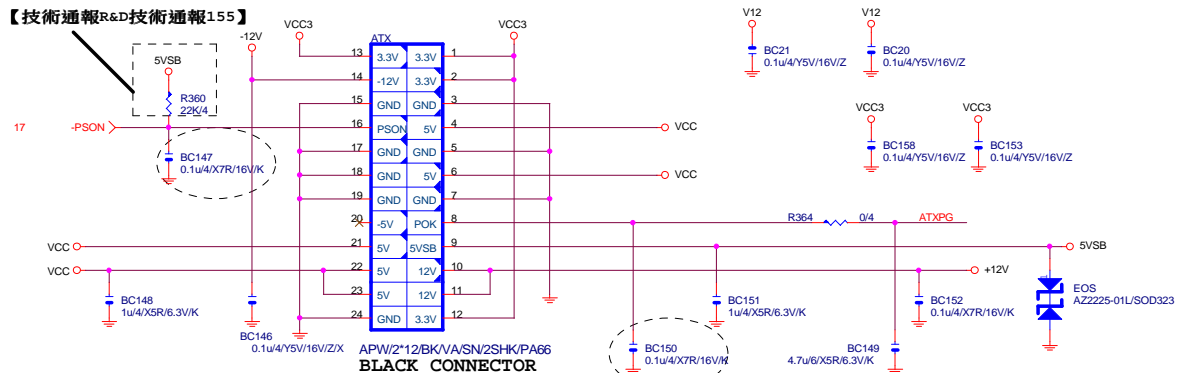 【技術通報R&D技術通報155】
5VSB
R360
22K/4
17
-PSON
BC147
0.1u/4/X7R/16V/K
-12V
VCC3
VCC3
ATX
13 3.3V 3.3V 1
14 -12V 3.3V 2
15 GND GND 3
16 PSON 5V 4
17 GND GND 5
18 GND 5V 6
19 GND GND 7
20 -5V POK 8
21 5V 5VSB 9
22 5V 12V 10
23 5V 12V 11
24 GND 3.3V 12
VCC
VCC
VCC
VCC
BC148
1u/4/X5R/6.3V/K
BC146
0.1u/4/Y5V/16V/Z/X
APW/2*12/BK/VA/SN/2SHK/PA66
BLACK CONNECTOR
V12
BC21
0.1u/4/Y5V/16V/Z
V12
BC20
0.1u/4/Y5V/16V/Z
VCC3
BC158
0.1u/4/Y5V/16V/Z
VCC3
BC153
0.1u/4/Y5V/16V/Z
R364
0/4
ATXPG
5VSB
+12V
BC151
1u/4/X5R/6.3V/K
BC152
0.1u/4/X7R/16V/K
EOS
AZ2225-01L/SOD323
BC150
0.1u/4/X7R/16V/K
BC149
4.7u/6/X5R/6.3V/K